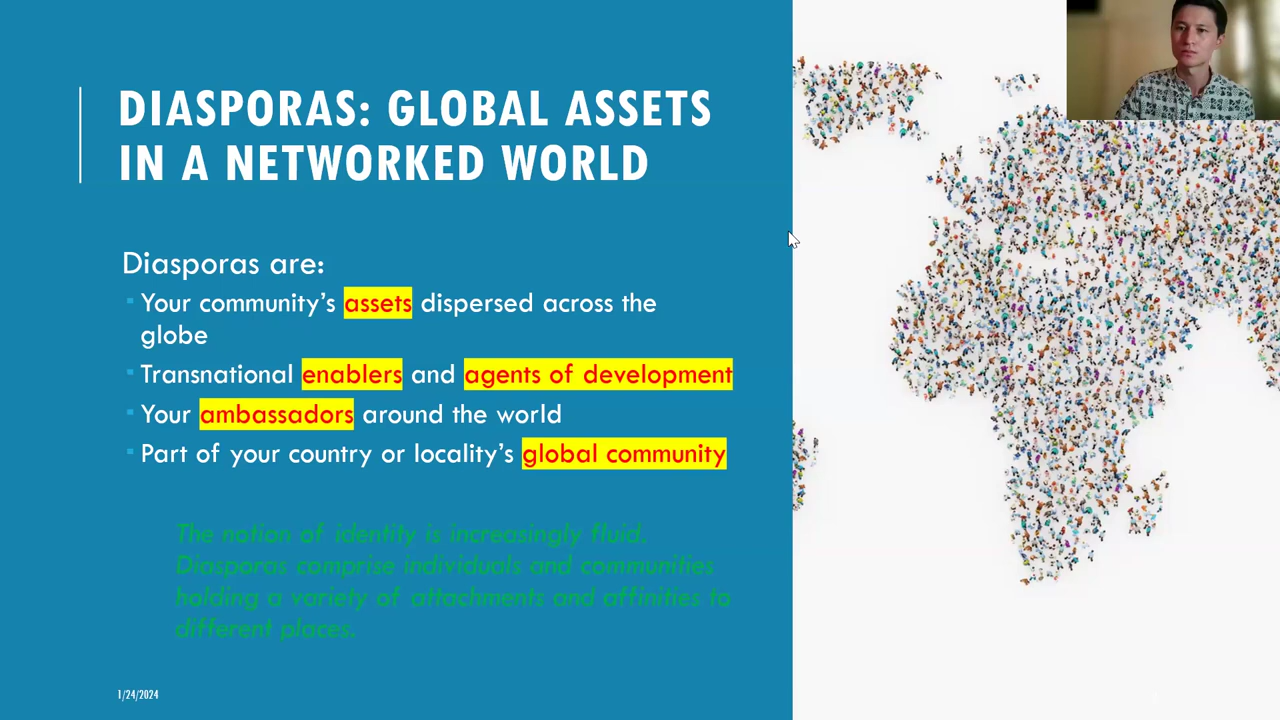 DIASPORAS: GLOBAL ASSETS
IN A NETWORKED WORLD
Diasporas are:
Your community's assets dispersed across the
globe
Transnational enablers and agents of development
Your ambassadors around the world
Part of your country or locality's global community
The notion of identity is increasingly fluid.
Diasporas comprise individuals and communities
holding a variety of attachments and affinities to
different places.
1/24/2024